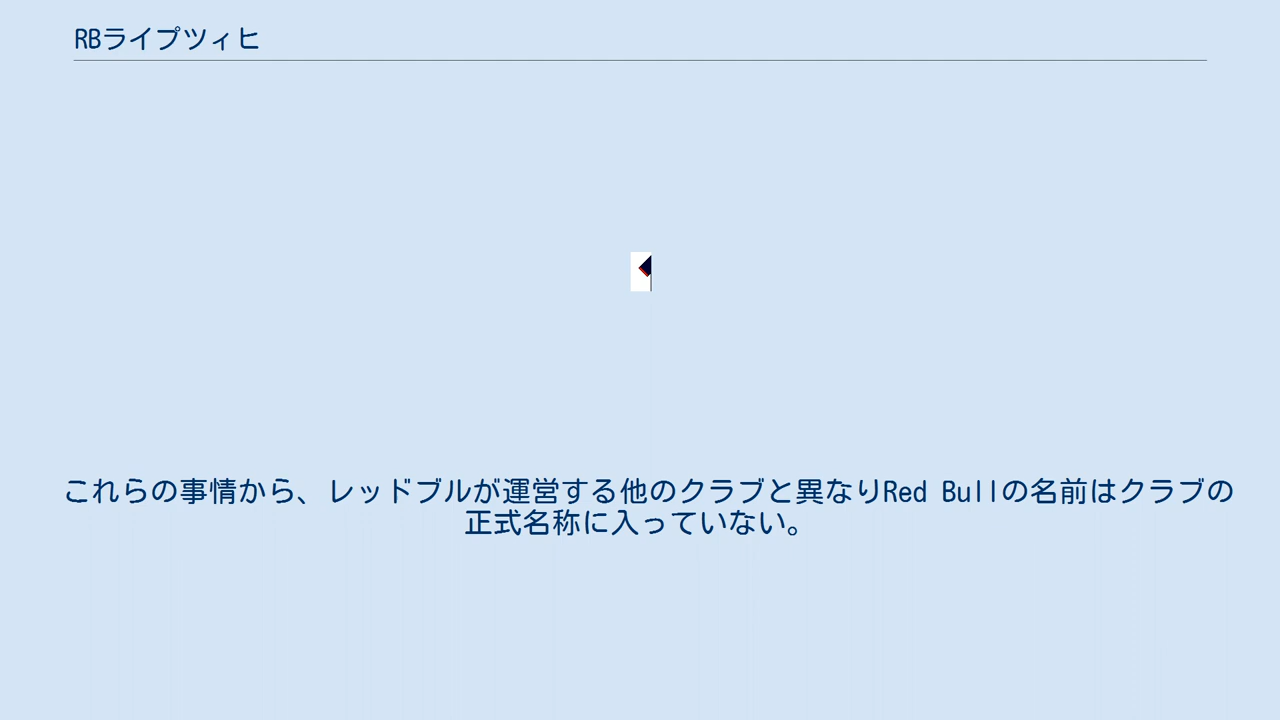 RBライプツィヒ
これらの事情から、レッドブルが運営する他のクラブと異なりRed Bullの名前はクラブの
正式名称に入っていない。